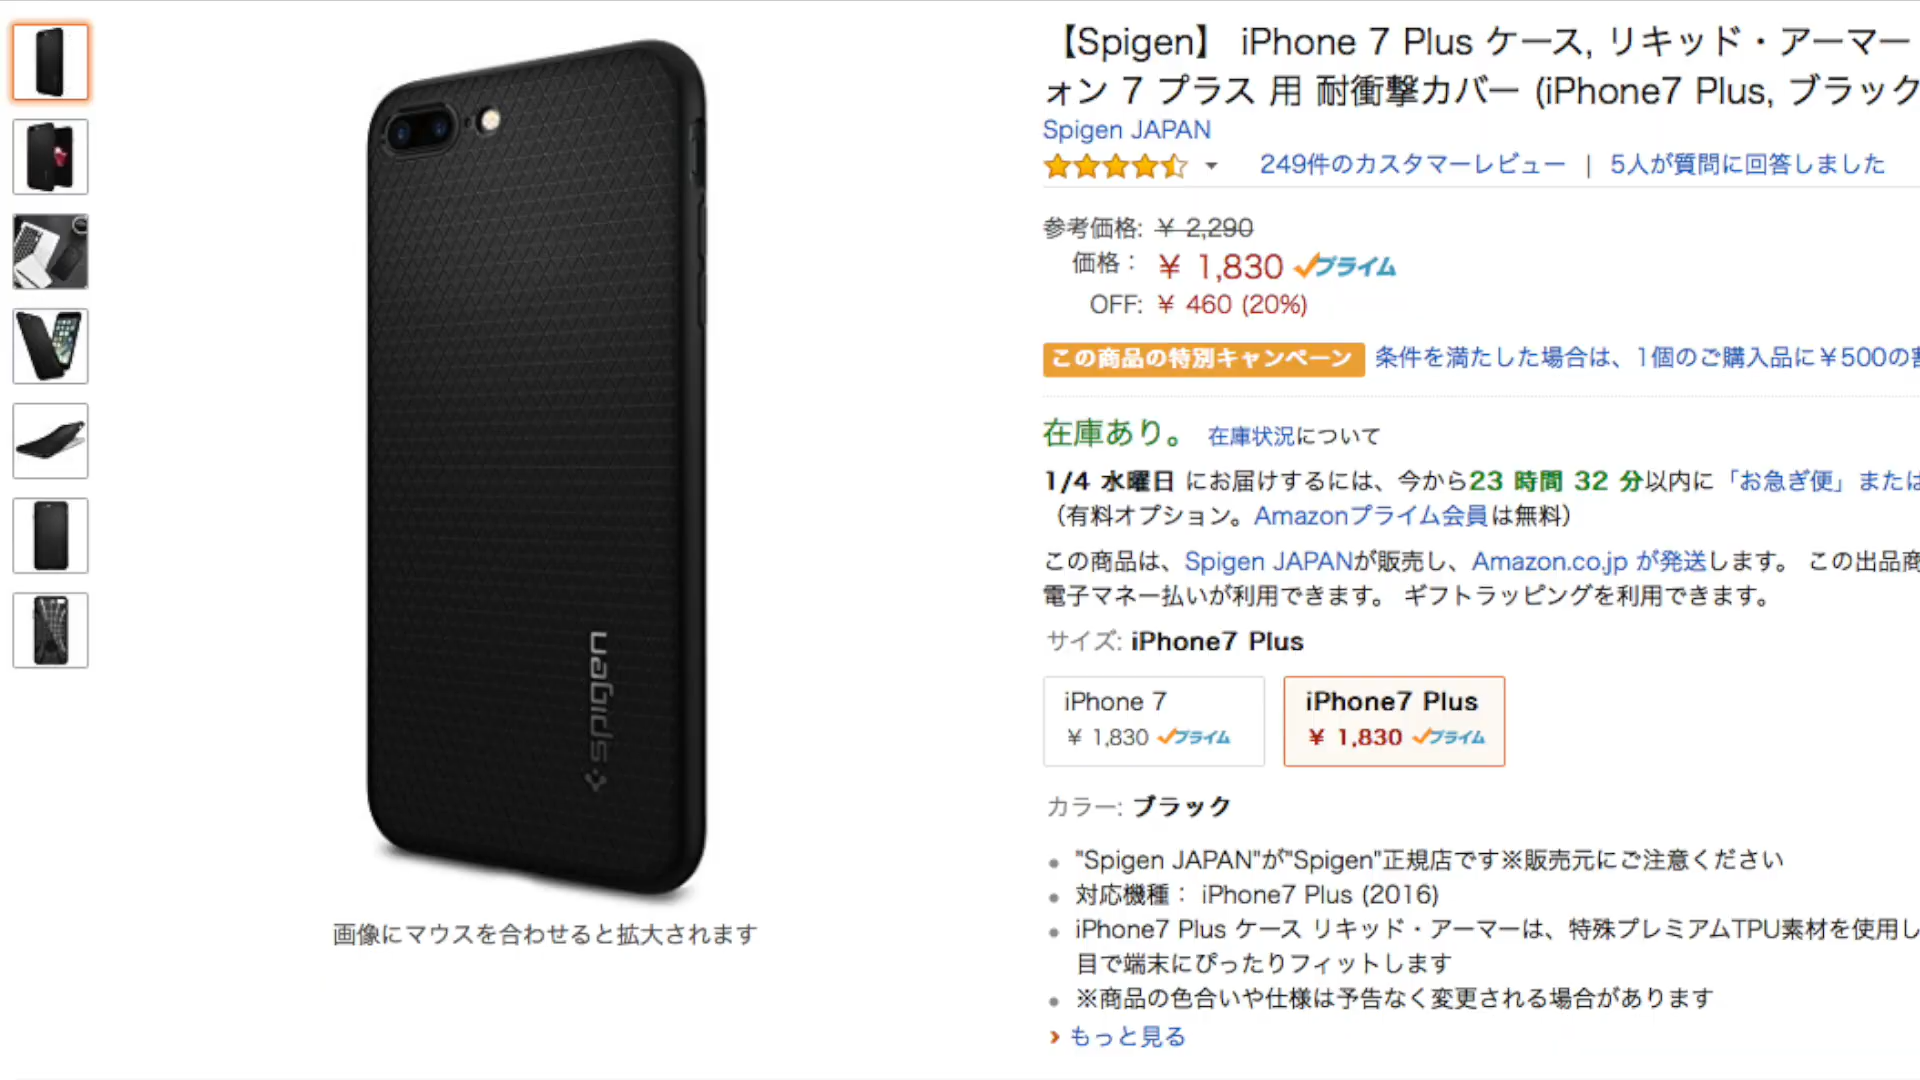 【Spigen】 iPhone 7 Plus ケース, リキッド・アーマー
ォン 7 プラス 用 耐衝撃カバー (iPhone7 Plus, ブラック
Spigen JAPAN
249件のカスタマーレビュー | 5人が質問に回答しました
参考価格: ￥ 2,290
価格： ￥ 1,830 プライム
OFF: ￥ 460 (20%)
この商品の特別キャンペーン 条件を満たした場合は、1個のご購入品に￥500の割
在庫あり。 在庫状況について
1/4 水曜日 にお届けするには、今から23 時間 32 分以内に「お急ぎ便」または
（有料オプション。Amazonプライム会員は無料）
この商品は、Spigen JAPANが販売し、Amazon.co.jp が発送します。 この出品商
電子マネー払いが利用できます。 ギフトラッピングを利用できます。
サイズ: iPhone7 Plus
iPhone 7
￥ 1,830 プライム
iPhone7 Plus
￥ 1,830 プライム
カラー: ブラック
"Spigen JAPAN"が"Spigen"正規店です※販売元にご注意ください
対応機種： iPhone7 Plus (2016)
iPhone7 Plus ケース リキッド・アーマーは、特殊プレミアムTPU素材を使用し
目で端末にぴったりフィットします
※商品の色合いや仕様は予告なく変更される場合があります
もっと見る
spigen
画像にマウスを合わせると拡大されます